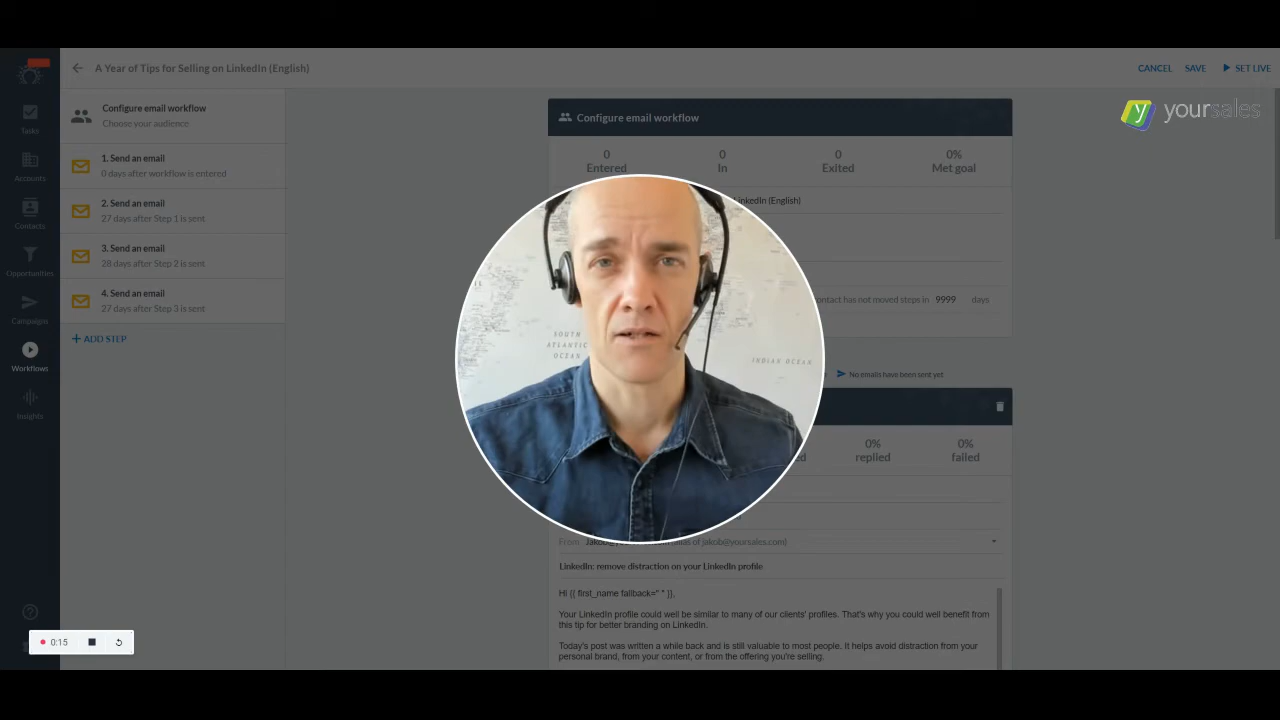 A Year of Tips for Selling on LinkedIn (English)
CANCEL SAVE SET LIVE
yoursales
Tasks
Accounts
Contacts
Opportunities
Campaigns
Workflows
Insights
Configure email workflow
Choose your audience
1. Send an email
0 days after workflow is entered
2. Send an email
27 days after Step 1 is sent
3. Send an email
28 days after Step 2 is sent
4. Send an email
27 days after Step 3 is sent
+ ADD STEP
Configure email workflow
0 0 0 0%
Entered In Exited Met goal
LinkedIn (English)
contact has not moved steps in 9999 days
No emails have been sent yet
0% 0%
replied failed
SOUTH
ATLANTIC
OCEAN
INDIAN OCEAN
From: jakob@yoursales.com)
LinkedIn: remove distraction on your LinkedIn profile
Hi {{ first_name fallback=" " }},
Your LinkedIn profile could well be similar to many of our clients' profiles. That's why you could well benefit from
this tip for better branding on LinkedIn.
Today's post was written a while back and is still valuable to most people. It helps avoid distraction from your
personal brand, from your content, or from the offering you're selling.
0:15